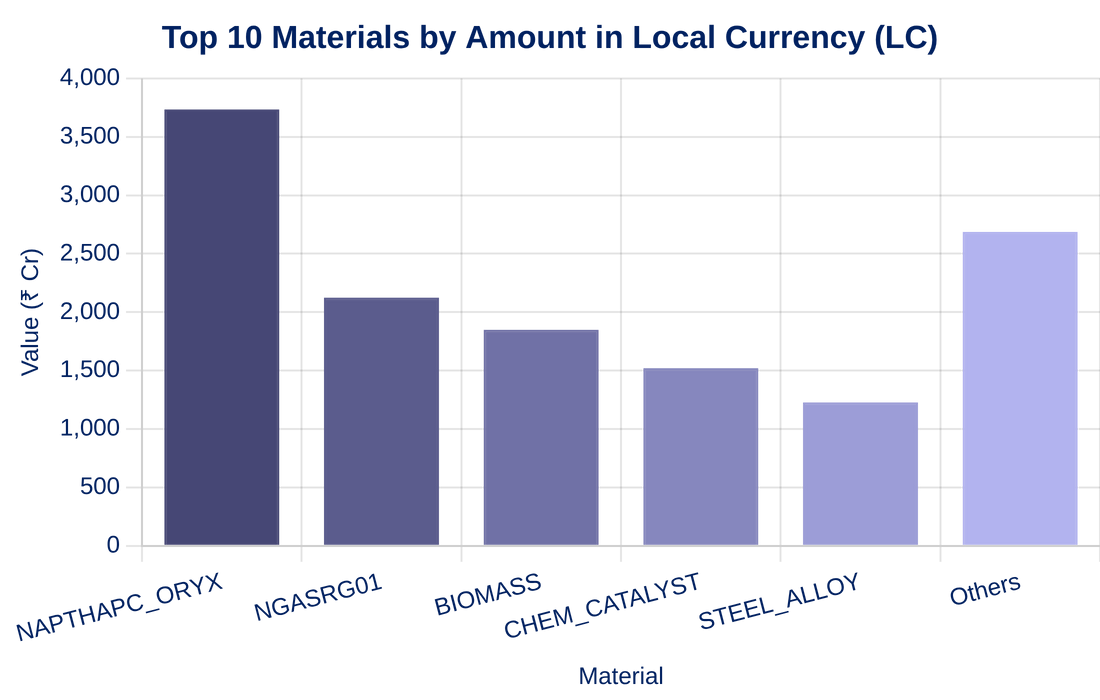 Top 10 Materials by Amount in Local Currency (LC)
4,000
3,500
3,000
2,500
2,000
1,500
1,000
500
0
Value (₹ Cr)
NAPTHAPC_ORYX
NGASRG01
BIOMASS
CHEM_CATALYST
STEEL_ALLOY
Others
Material